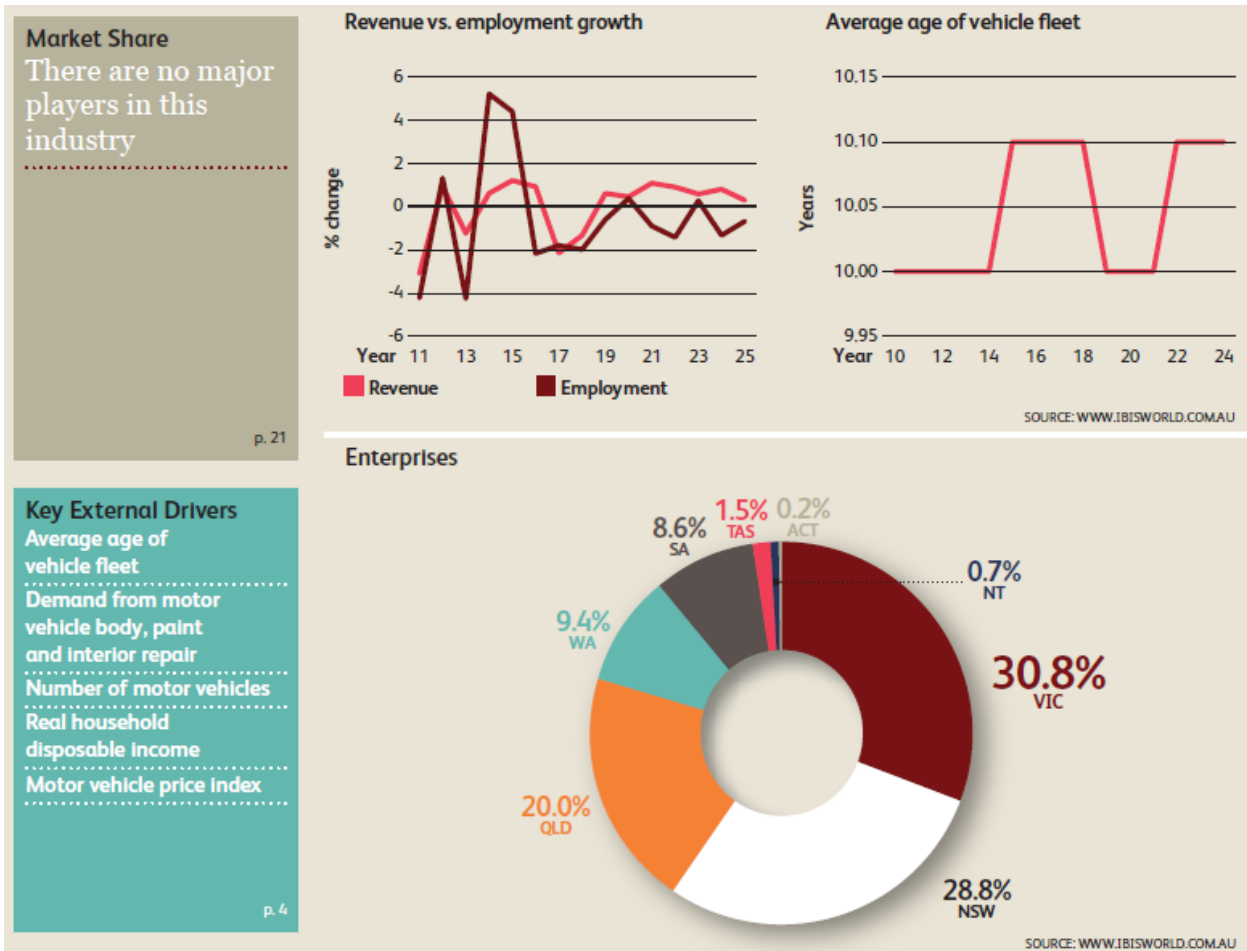 Market Share
There are no major
players in this
industry
p. 21
Key External Drivers
Average age of
vehicle fleet
Demand from motor
vehicle body, paint
and interior repair
Number of motor vehicles
Real household
disposable income
Motor vehicle price index
p. 4
Revenue vs. employment growth
% change
6
4
2
0
-2
-4
-6
Year 11 13 15 17 19 21 23 25
Revenue Employment
Average age of vehicle fleet
Years
10.15
10.10
10.05
10.00
9.95
Year 10 12 14 16 18 20 22 24
SOURCE: WWW.IBISWORLD.COM.AU
Enterprises
8.6%
SA
1.5%
TAS
0.2%
ACT
0.7%
NT
9.4%
WA
30.8%
VIC
20.0%
QLD
28.8%
NSW
SOURCE: WWW.IBISWORLD.COM.AU